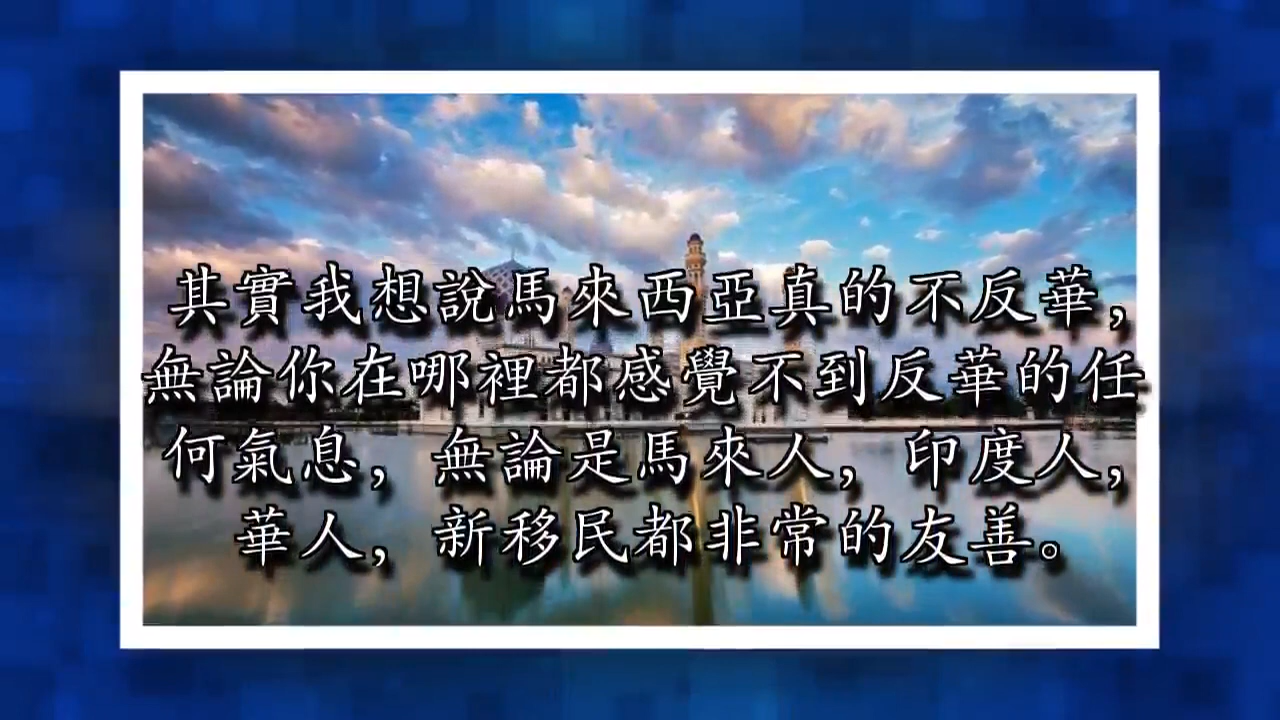 其實我想說馬來西亞真的不反華，
無論你在哪裡都感覺不到反華的任
何氣息，無論是馬來人，印度人，
華人，新移民都非常的友善。